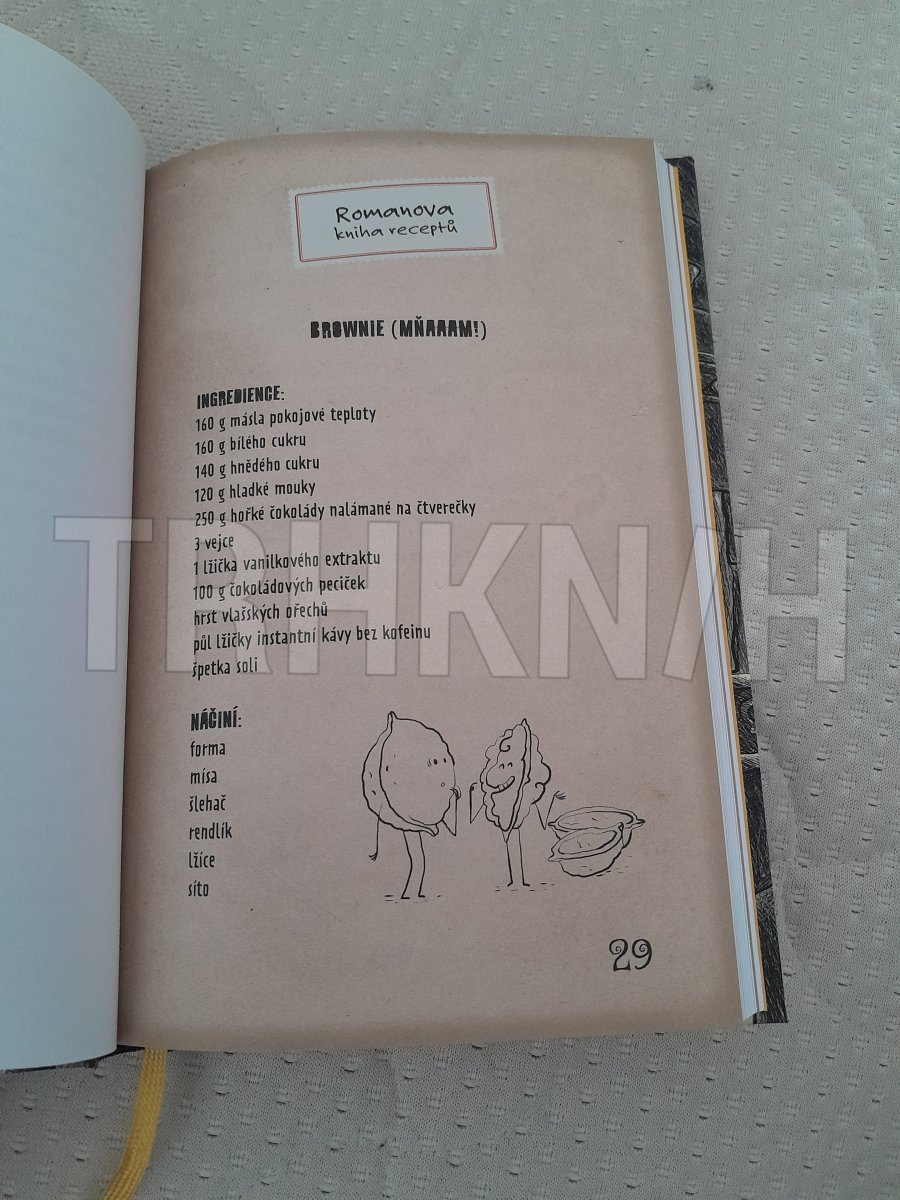 Romanova
kniha receptů
BROWNIE (MŇAAAM!)
INGREDIENCE:
160 g másla pokojové teploty
160 g bílého cukru
140 g hnědého cukru
120 g hladké mouky
250 g hořké čokolády nalámané na čtverečky
3 vejce
1 lžička vanilkového extraktu
100 g čokoládových peciček
hrst vlašských ořechů
půl lžičky instantní kávy bez kofeinu
špetka soli
TRHKNIH
NÁČINÍ:
forma
mísa
šlehač
rendlík
lžíce
síto
29